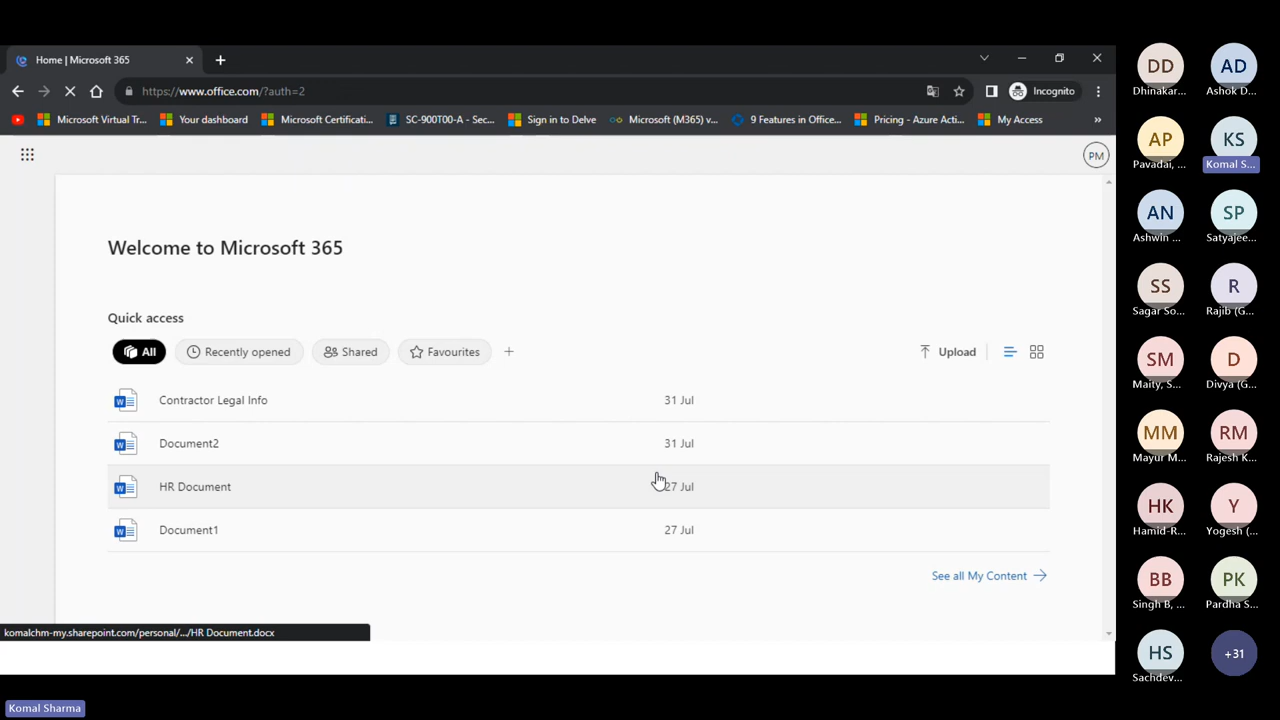 Home | Microsoft 365
https://www.office.com/?auth=2
Incognito
Microsoft Virtual Tr...
Your dashboard
Microsoft Certificati...
SC-900T00-A - Sec...
Sign in to Delve
Microsoft (M365) v...
9 Features in Office...
Pricing - Azure Acti...
My Access
»
PM
Welcome to Microsoft 365
Quick access
All
Recently opened
Shared
Favourites
+
Upload
Contractor Legal Info 31 Jul
Document2 31 Jul
HR Document 27 Jul
Document1 27 Jul
See all My Content
komalchm-my.sharepoint.com/personal/.../HR Document.docx
Komal Sharma
DD AD
Dhinakar... Ashok D...
AP KS
Pavadai, ... Komal S...
AN SP
Ashwin ... Satyajee...
SS R
Sagar So... Rajib (G...
SM D
Maity, S... Divya (G...
MM RM
Mayur M... Rajesh K...
HK Y
Hamid-R... Yogesh (...
BB PK
Singh B, ... Pardha S...
HS +31
Sachdev...